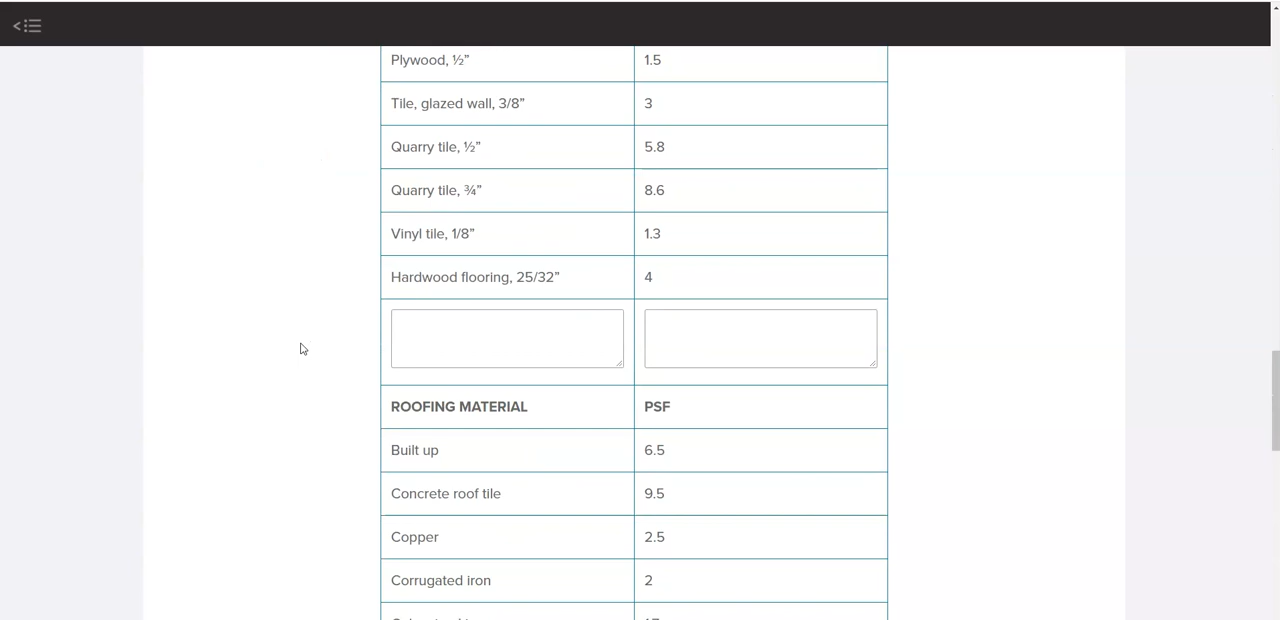 Plywood, ½” 1.5
Tile, glazed wall, 3/8” 3
Quarry tile, ½” 5.8
Quarry tile, ¾” 8.6
Vinyl tile, 1/8” 1.3
Hardwood flooring, 25/32” 4
ROOFING MATERIAL PSF
Built up 6.5
Concrete roof tile 9.5
Copper 2.5
Corrugated iron 2